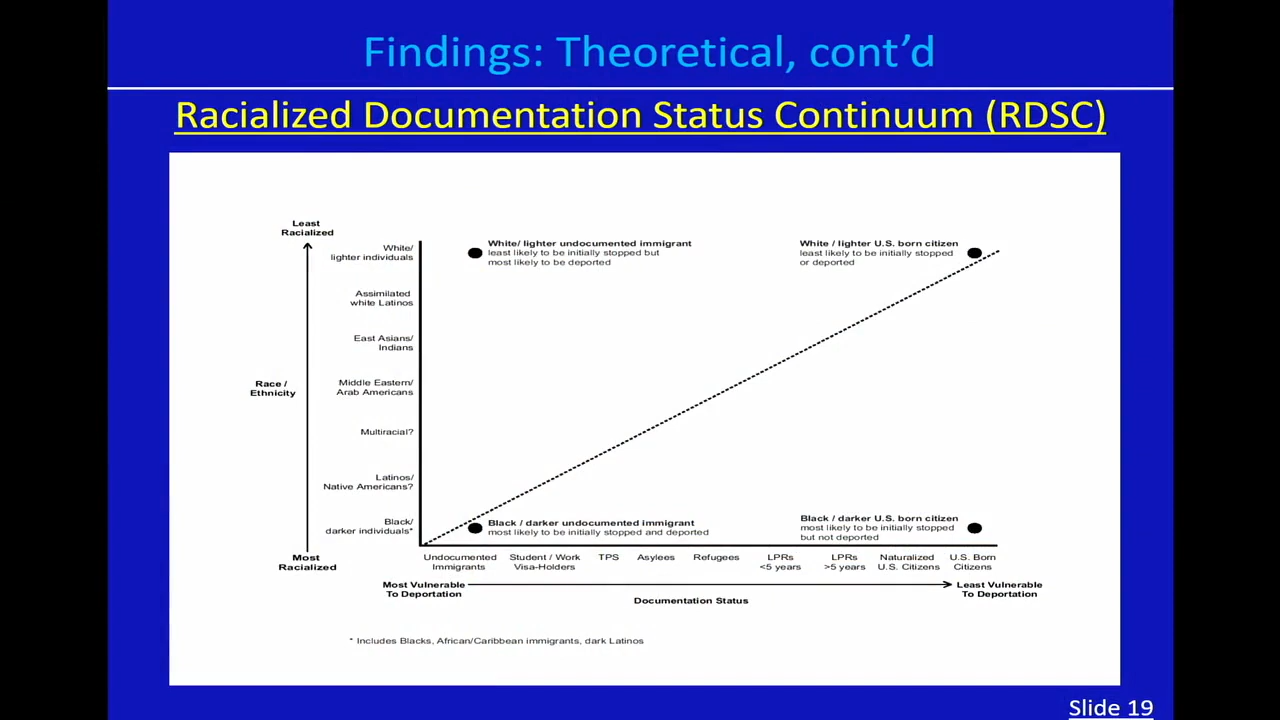 Findings: Theoretical, cont’d
Racialized Documentation Status Continuum (RDSC)
Least
Racialized
White/
lighter individuals
Assimilated
white Latinos
East Asians/
Indians
Race /
Ethnicity
Middle Eastern/
Arab Americans
Multiracial?
Latinos/
Native Americans?
Black/
darker individuals*
Most
Racialized
White/ lighter undocumented immigrant
least likely to be initially stopped but
most likely to be deported
White / lighter U.S. born citizen
least likely to be initially stopped
or deported
Black / darker undocumented immigrant
most likely to be initially stopped and deported
Black / darker U.S. born citizen
most likely to be initially stopped
but not deported
Undocumented
Immigrants
Student / Work
Visa-Holders
TPS
Asylees
Refugees
LPRs
<5 years
LPRs
>5 years
Naturalized
U.S. Citizens
U.S. Born
Citizens
Most Vulnerable
To Deportation
Least Vulnerable
To Deportation
Documentation Status
* Includes Blacks, African/Caribbean immigrants, dark Latinos
Slide 19